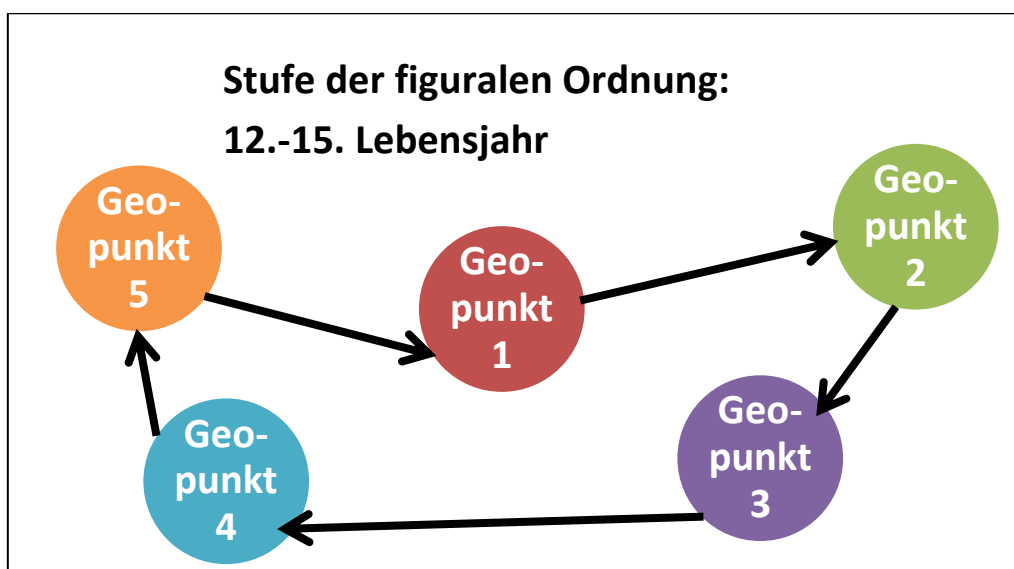 Stufe der figuralen Ordnung:
12.-15. Lebensjahr
Geo-
punkt
5
Geo-
punkt
1
Geo-
punkt
2
Geo-
punkt
4
Geo-
punkt
3